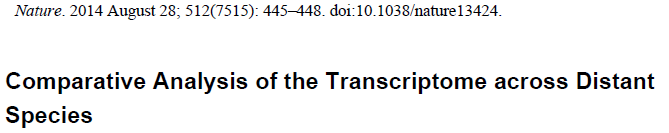 Nature. 2014 August 28; 512(7515): 445–448. doi:10.1038/nature13424.
Comparative Analysis of the Transcriptome across Distant
Species